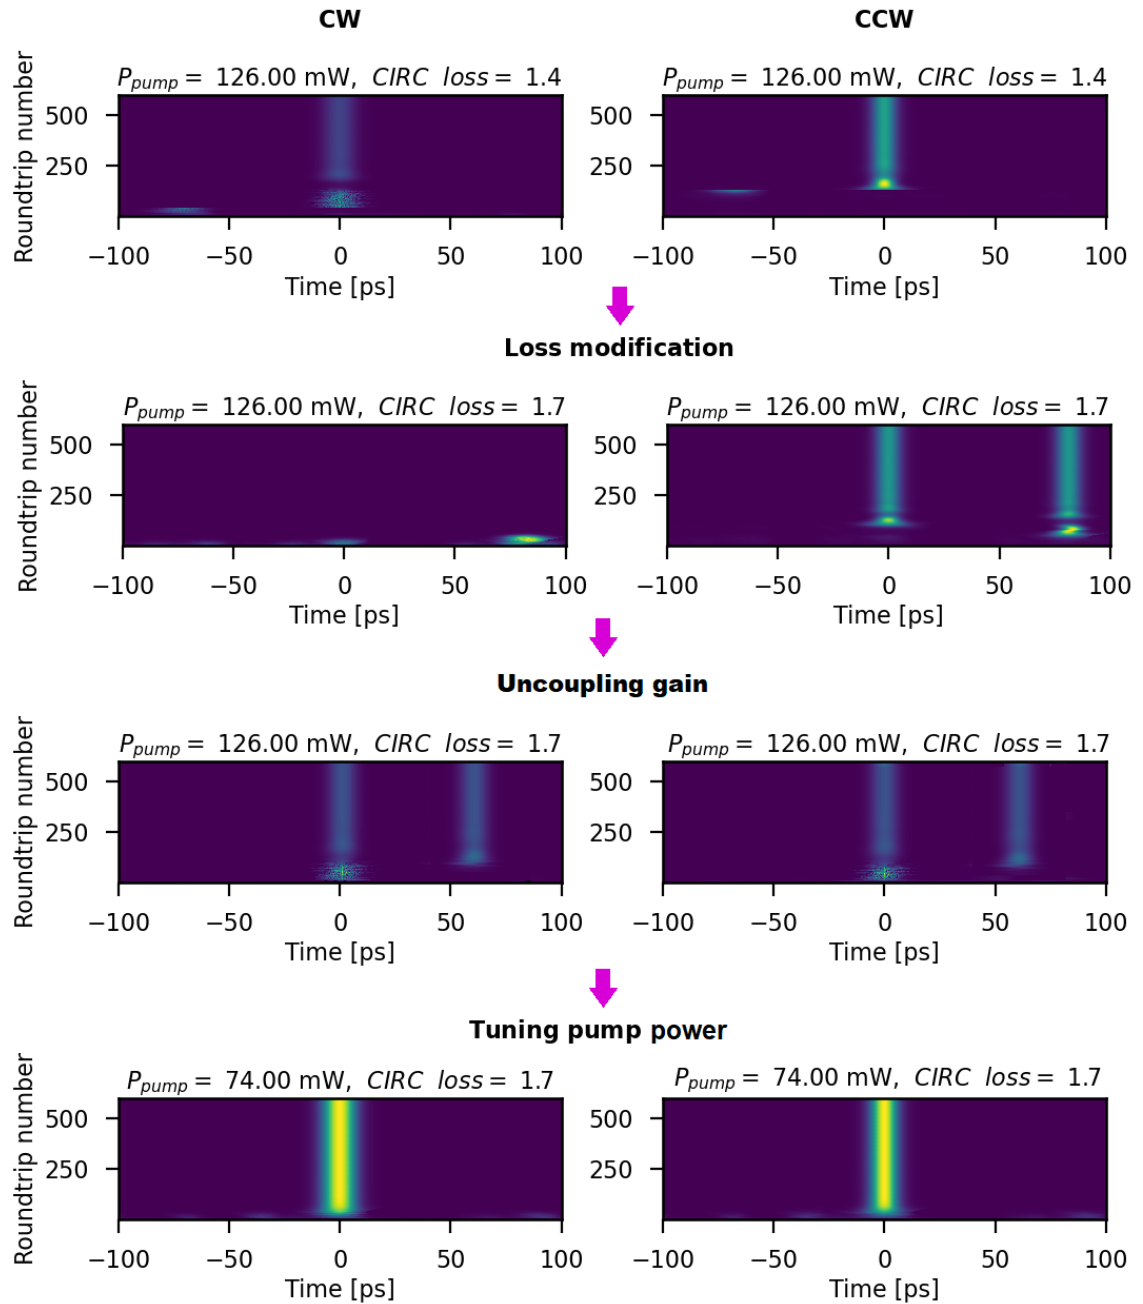 CW CCW
P_pump = 126.00 mW, CIRC loss = 1.4 P_pump = 126.00 mW, CIRC loss = 1.4
Roundtrip number
500 500
250 250
−100 −50 0 50 100 −100 −50 0 50 100
Time [ps] Time [ps]
Loss modification
P_pump = 126.00 mW, CIRC loss = 1.7 P_pump = 126.00 mW, CIRC loss = 1.7
Roundtrip number
500 500
250 250
−100 −50 0 50 100 −100 −50 0 50 100
Time [ps] Time [ps]
Uncoupling gain
P_pump = 126.00 mW, CIRC loss = 1.7 P_pump = 126.00 mW, CIRC loss = 1.7
Roundtrip number
500 500
250 250
−100 −50 0 50 100 −100 −50 0 50 100
Time [ps] Time [ps]
Tuning pump power
P_pump = 74.00 mW, CIRC loss = 1.7 P_pump = 74.00 mW, CIRC loss = 1.7
Roundtrip number
500 500
250 250
−100 −50 0 50 100 −100 −50 0 50 100
Time [ps] Time [ps]